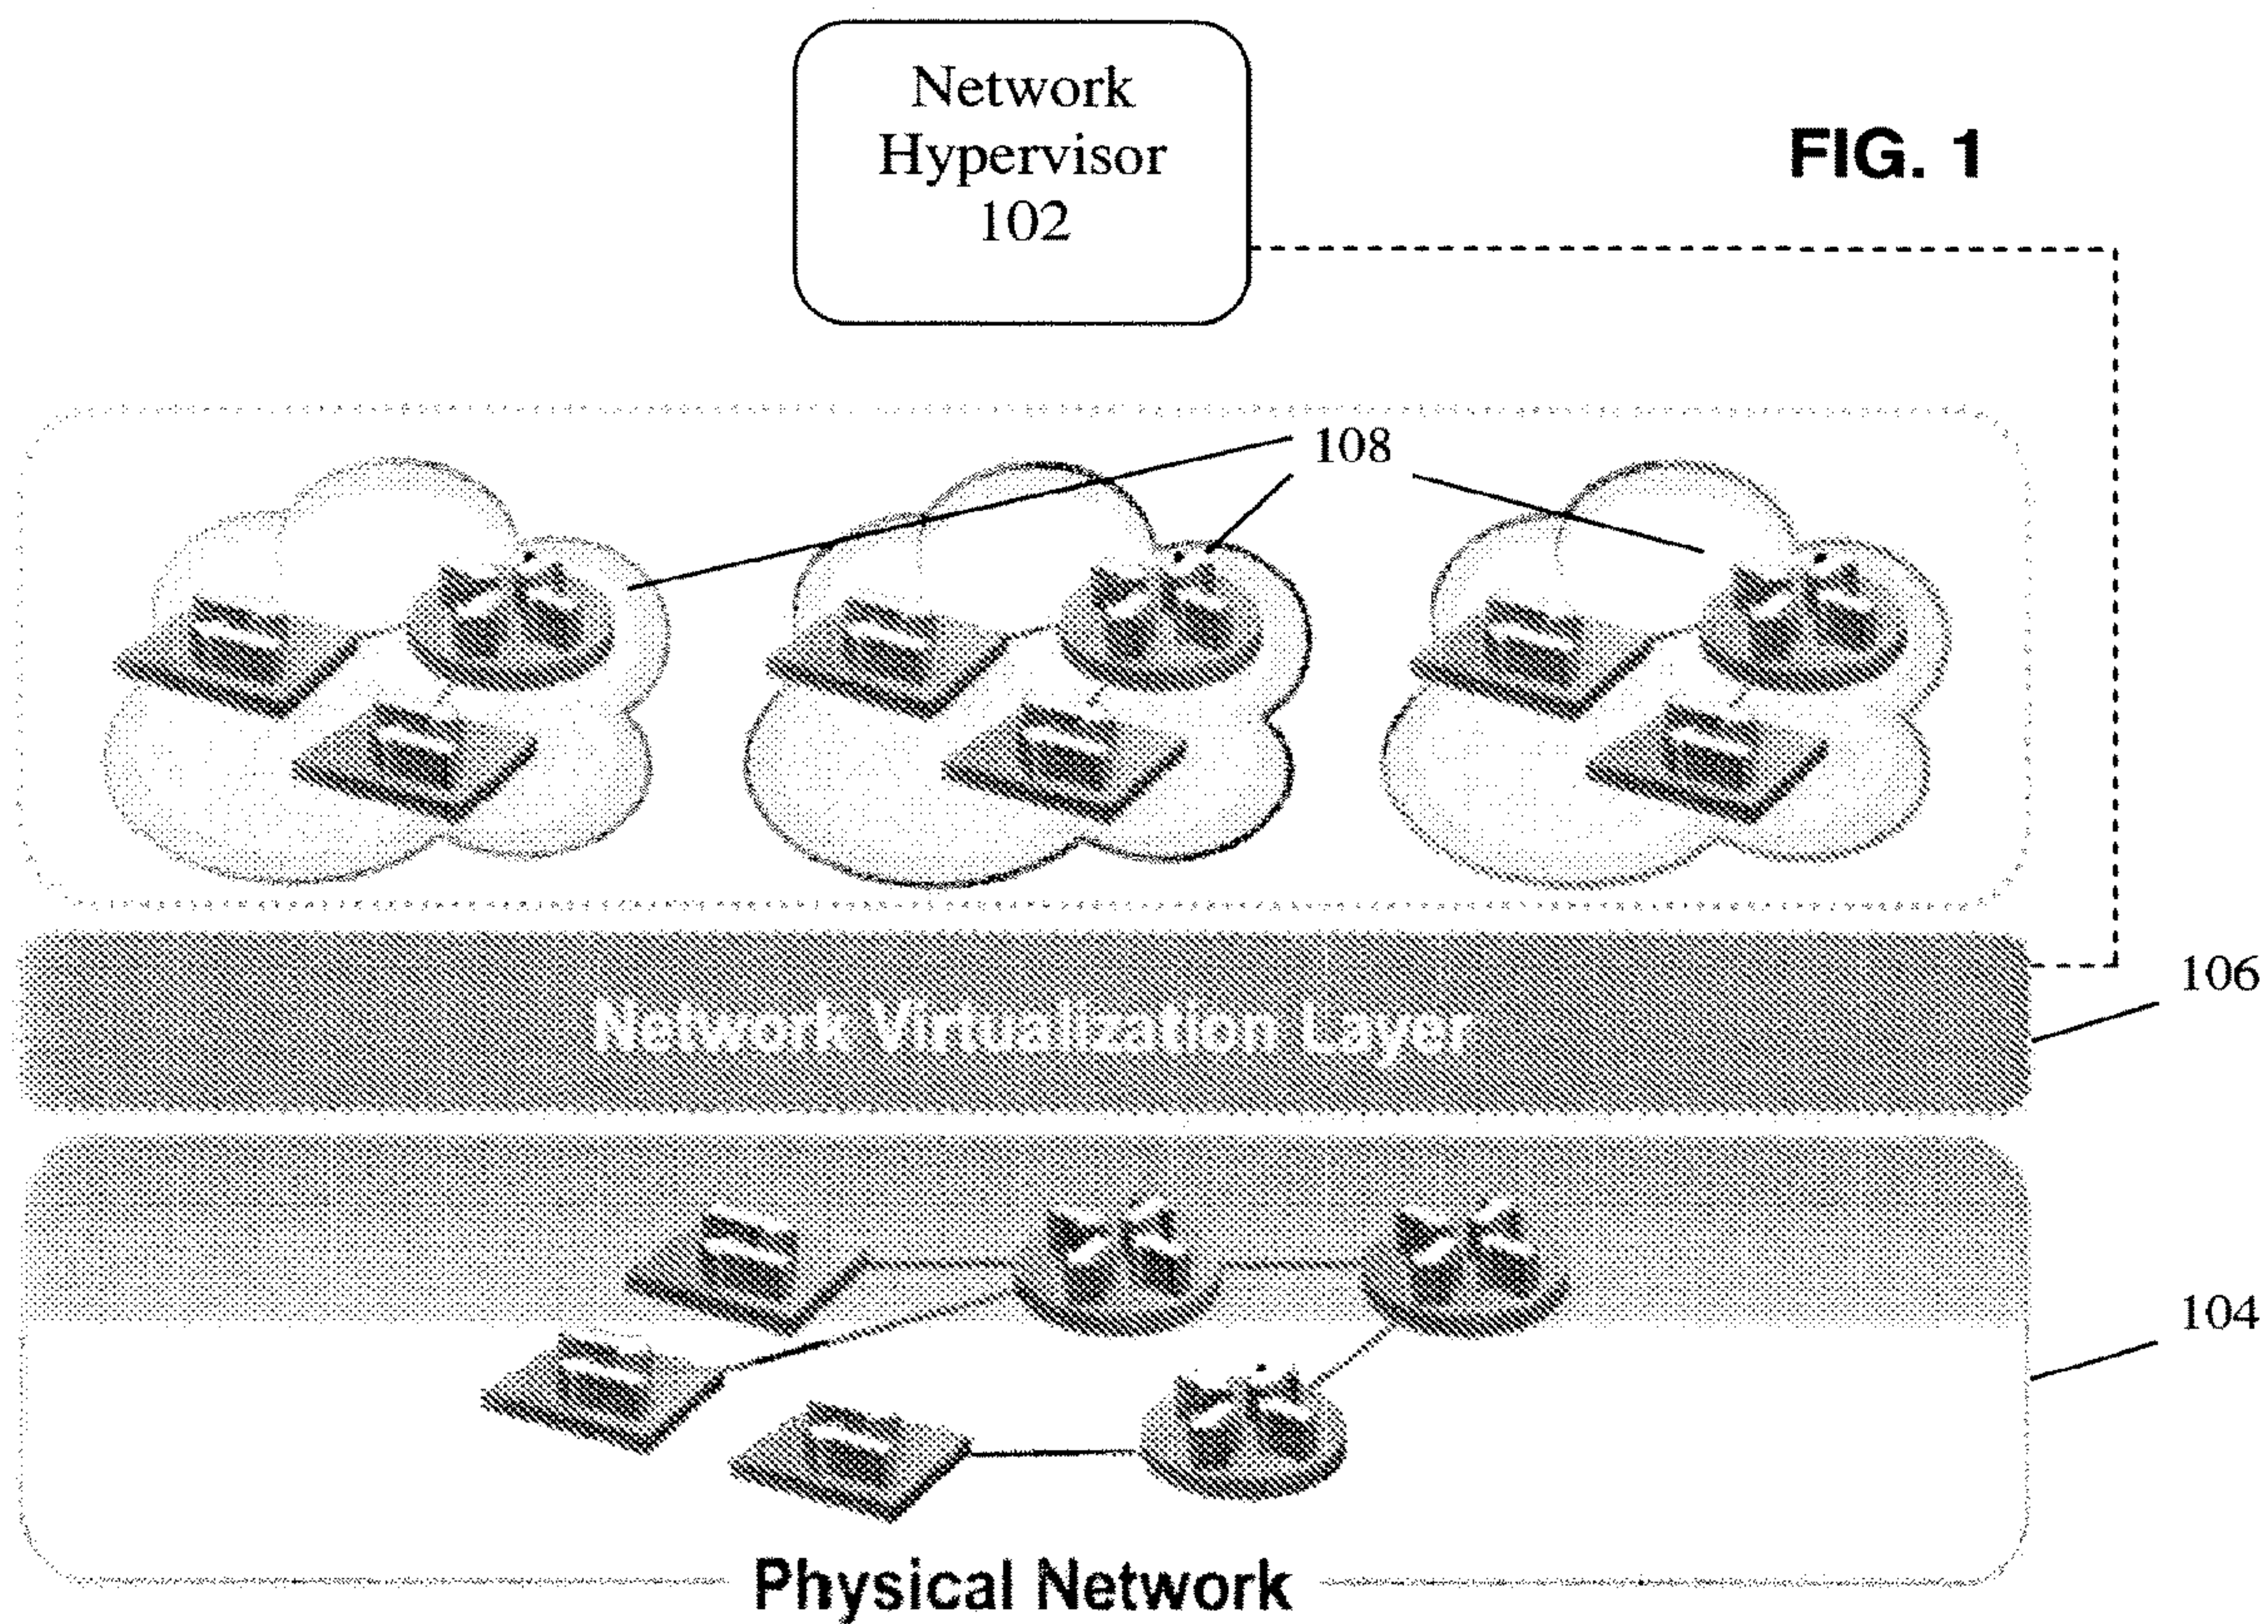 Network
Hypervisor
102
FIG. 1
108
106
Network Virtualization Layer
104
Physical Network